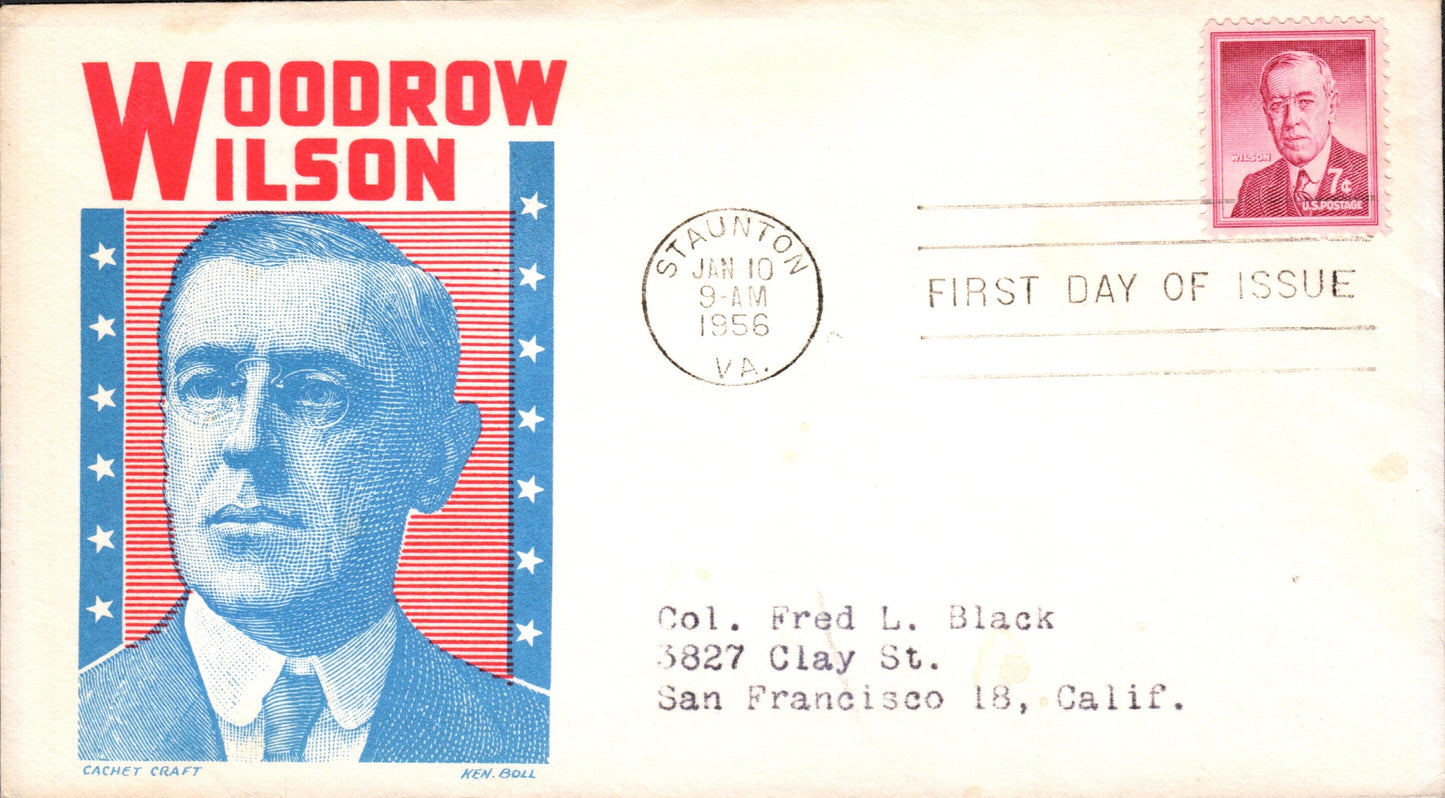 WOODROW
WILSON
WILSON
7¢
U.S. POSTAGE
STAUNTON
JAN 10
9-AM
1956
VA.
FIRST DAY OF ISSUE
Col. Fred L. Black
3827 Clay St.
San Francisco 18, Calif.
CACHET CRAFT
KEN. BOLL